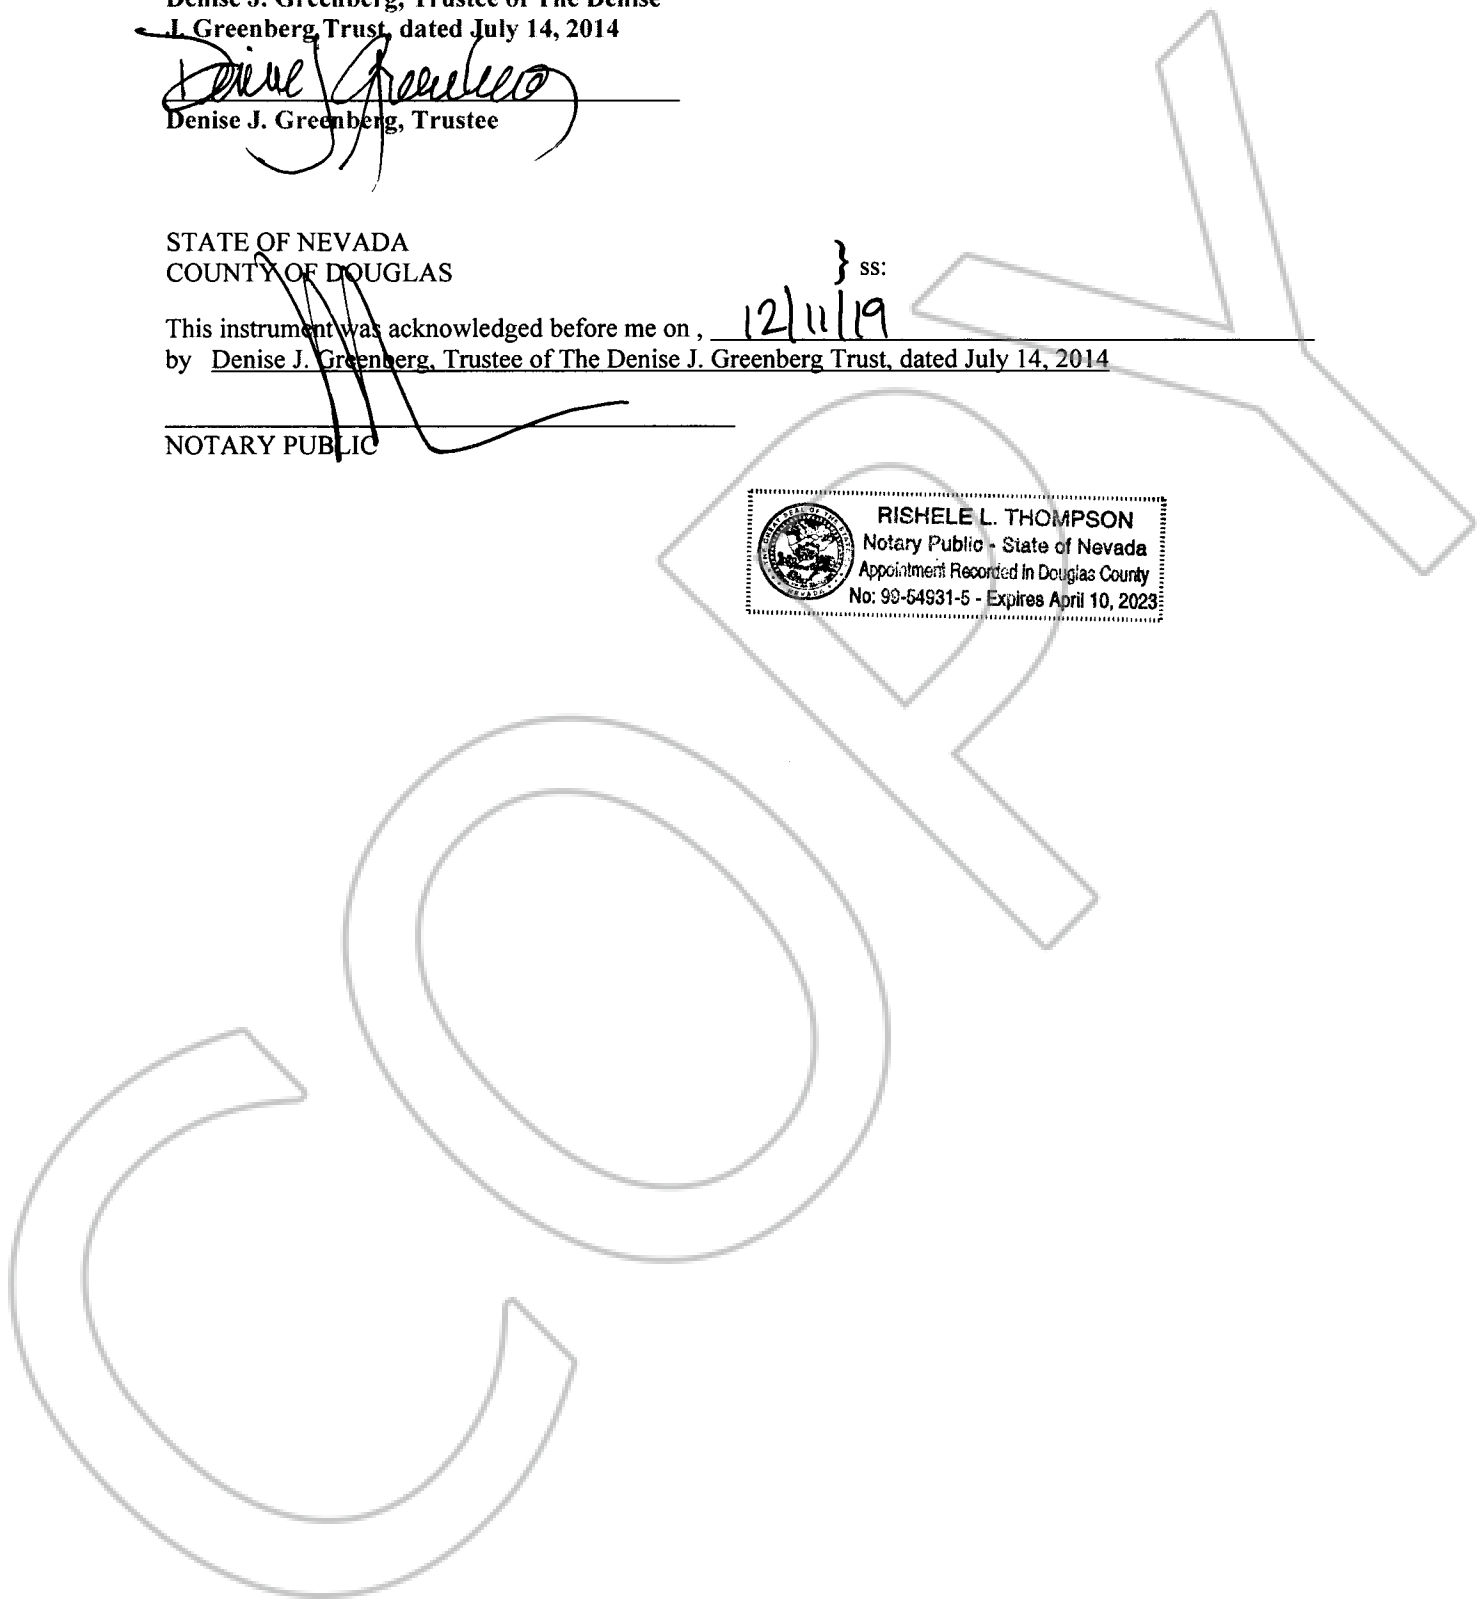 Denise J. Greenberg, Trustee of The Denise
J. Greenberg Trust, dated July 14, 2014
Denise J Greenberg
Denise J. Greenberg, Trustee
STATE OF NEVADA
COUNTY OF DOUGLAS
} ss:
This instrument was acknowledged before me on , 12/11/19
by Denise J. Greenberg, Trustee of The Denise J. Greenberg Trust, dated July 14, 2014
NOTARY PUBLIC
RISHELE L. THOMPSON
Notary Public - State of Nevada
Appointment Recorded in Douglas County
No: 99-54931-5 - Expires April 10, 2023
COPY